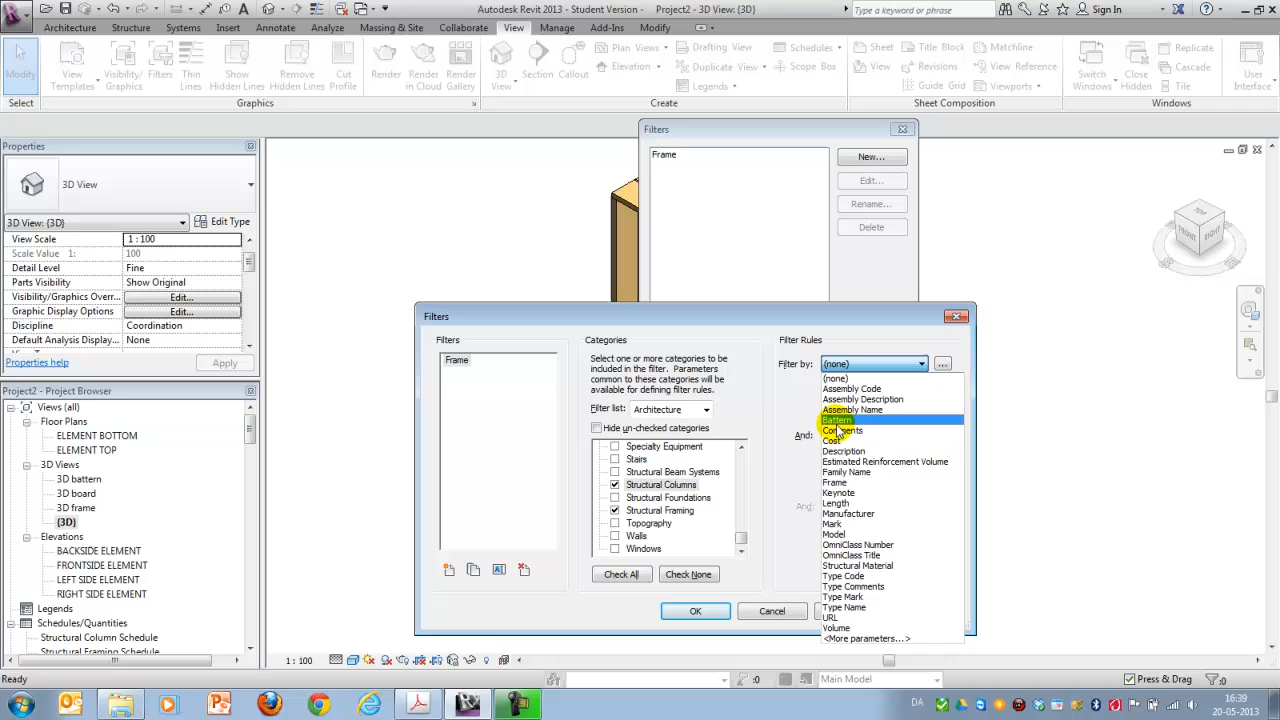 Autodesk Revit 2013 - Student Version - Project2 - 3D View: {3D}
Type a keyword or phrase
Sign In
Architecture Structure Systems Insert Annotate Analyze Massing & Site Collaborate View Manage Add-Ins Modify
Modify
View Templates
Visibility/ Graphics
Filters
Thin Lines
Show Hidden Lines
Remove Hidden Lines
Cut Profile
Render
Render in Cloud
Render Gallery
3D View
Section
Callout
Plan Views
Elevation
Drafting View
Duplicate View
Legends
Schedules
Scope Box
Sheet
View
Title Block
Revisions
Guide Grid
Matchline
View Reference
Viewports
Switch Windows
Close Hidden
Replicate
Cascade
Tile
User Interface
Select Graphics Create Sheet Composition Windows
Properties
3D View
3D View: {3D} Edit Type
View Scale 1 : 100
Scale Value 1: 100
Detail Level Fine
Parts Visibility Show Original
Visibility/Graphics Overr... Edit...
Graphic Display Options Edit...
Discipline Coordination
Default Analysis Display... None
Properties help Apply
Project2 - Project Browser
Views (all)
Floor Plans
ELEMENT BOTTOM
ELEMENT TOP
3D Views
3D battern
3D board
3D frame
{3D}
Elevations
BACKSIDE ELEMENT
FRONTSIDE ELEMENT
LEFT SIDE ELEMENT
RIGHT SIDE ELEMENT
Legends
Schedules/Quantities
Structural Column Schedule
Structural Framing Schedule
Filters
Frame
New...
Edit...
Rename...
Delete
TOP
FRONT
RIGHT
Filters
Filters
Frame
Categories
Select one or more categories to be
included in the filter. Parameters
common to these categories will be
available for defining filter rules.
Filter list: Architecture
Hide un-checked categories
Specialty Equipment
Stairs
Structural Beam Systems
Structural Columns
Structural Foundations
Structural Framing
Topography
Walls
Windows
Check All Check None
OK Cancel
Filter Rules
Filter by: (none) ...
And:
And:
(none)
Assembly Code
Assembly Description
Assembly Name
Battern
Comments
Cost
Description
Estimated Reinforcement Volume
Family Name
Frame
Keynote
Length
Manufacturer
Mark
Model
OmniClass Number
OmniClass Title
Structural Material
Type Code
Type Comments
Type Mark
Type Name
URL
Volume
<More parameters...>
1 : 100
Ready
:0
Main Model
Press & Drag
:0
DA
16:39
20-05-2013